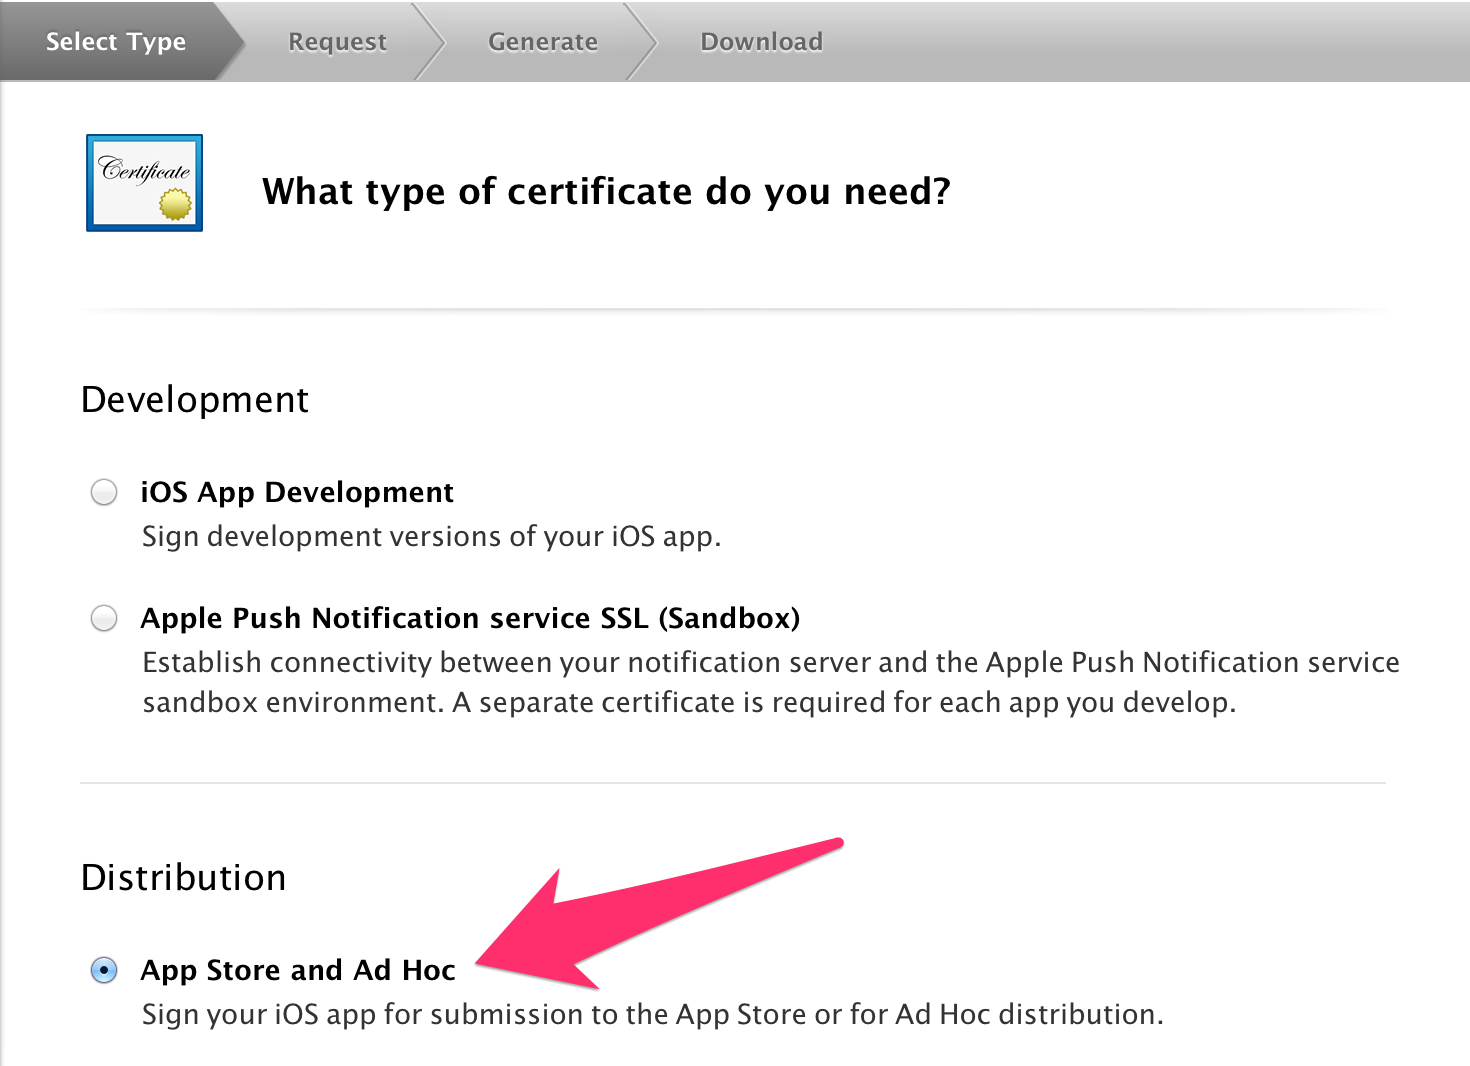 Select Type
Request
Generate
Download
Certificate
What type of certificate do you need?
Development
iOS App Development
Sign development versions of your iOS app.
Apple Push Notification service SSL (Sandbox)
Establish connectivity between your notification server and the Apple Push Notification service
sandbox environment. A separate certificate is required for each app you develop.
Distribution
App Store and Ad Hoc
Sign your iOS app for submission to the App Store or for Ad Hoc distribution.